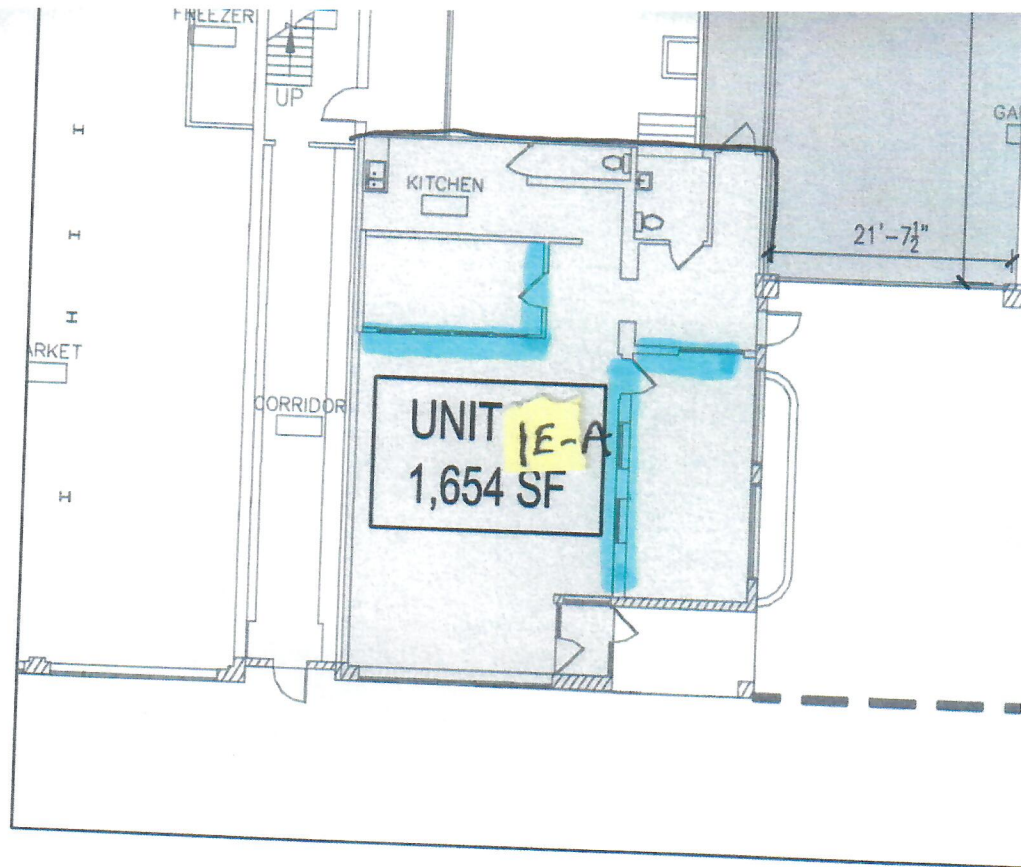 FREEZER
UP
GA
KITCHEN
21'-7½"
ARKET
CORRIDOR
UNIT 1E-A
1,654 SF